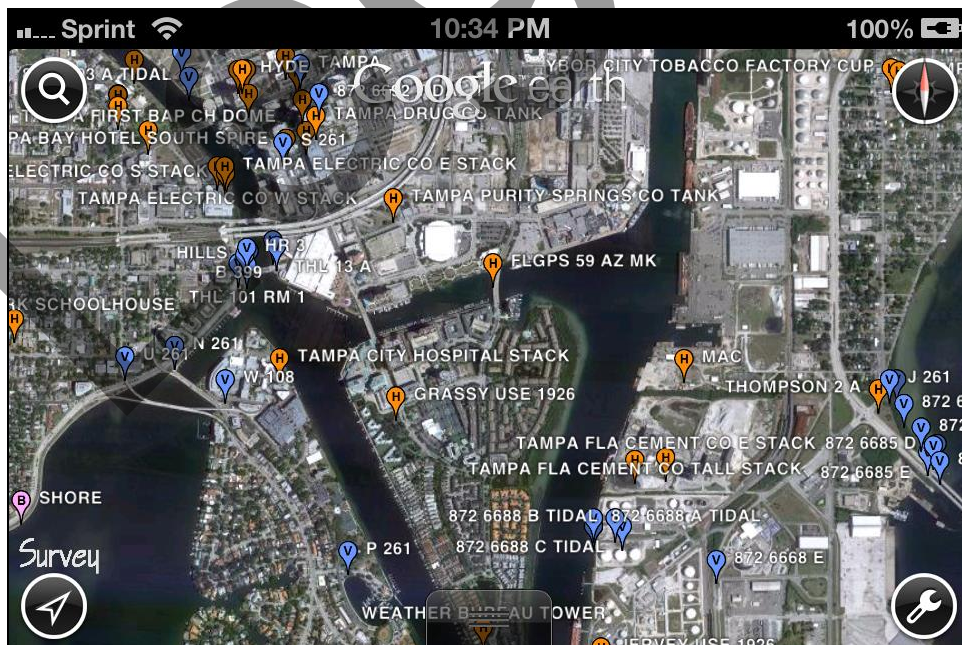 Sprint 10:34 PM 100%
HYDE TAMPA
YBOR CITY TOBACCO FACTORY CUP
3 A TIDAL
Google earth
FIRST BAP CH DOME
TAMPA DRUG CO TANK
PA BAY HOTEL SOUTH SPIRE
S 261
ELECTRIC CO S STACK
TAMPA ELECTRIC CO E STACK
TAMPA ELECTRIC CO W STACK
TAMPA PURITY SPRINGS CO TANK
HILLS
HR 3
B 399
THL 13 A
FLGPS 59 AZ MK
THL 101 RM 1
RK SCHOOLHOUSE
U 261
N 261
TAMPA CITY HOSPITAL STACK
MAC
W 108
GRASSY USE 1926
THOMPSON 2 A
J 261
872 6
872
TAMPA FLA CEMENT CO E STACK
872 6685 D
TAMPA FLA CEMENT CO TALL STACK
872 6685 E
SHORE
872 6688 B TIDAL
872 6688 A TIDAL
Survey
P 261
872 6688 C TIDAL
872 6668 E
WEATHER BUREAU TOWER